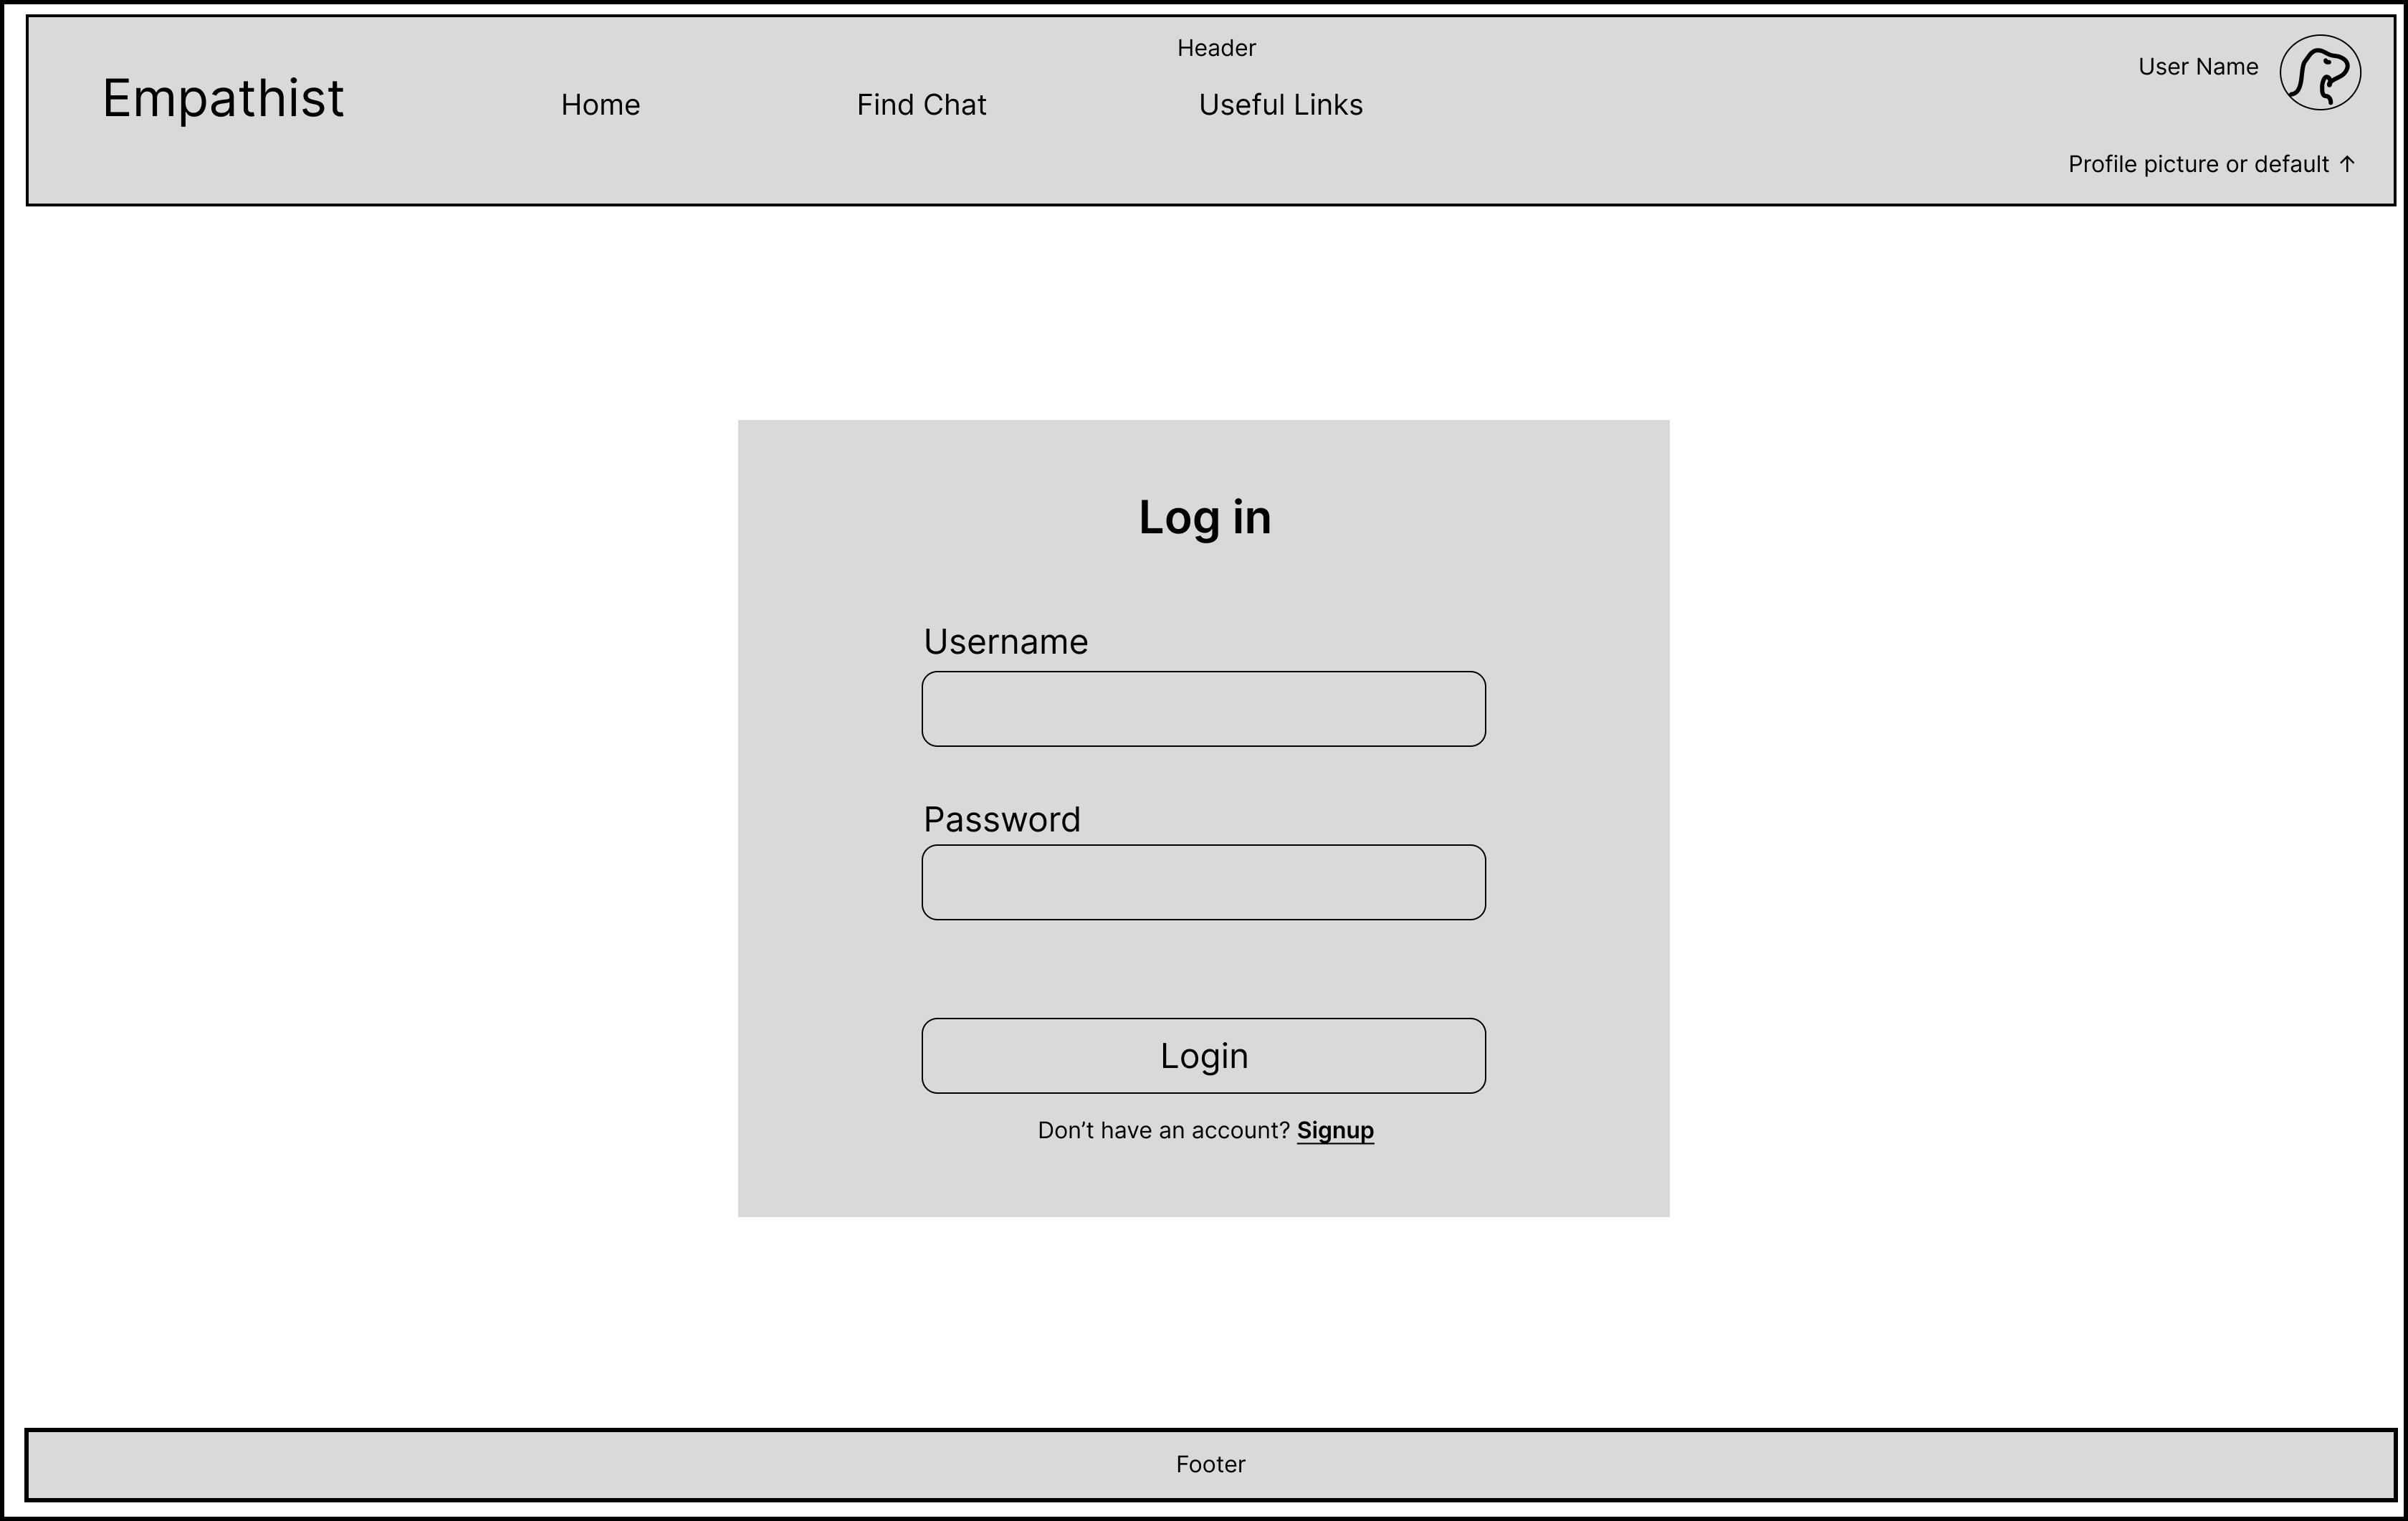 Header
User Name
Empathist
Home
Find Chat
Useful Links
Profile picture or default ↑
Log in
Username
Password
Login
Don’t have an account? Signup
Footer